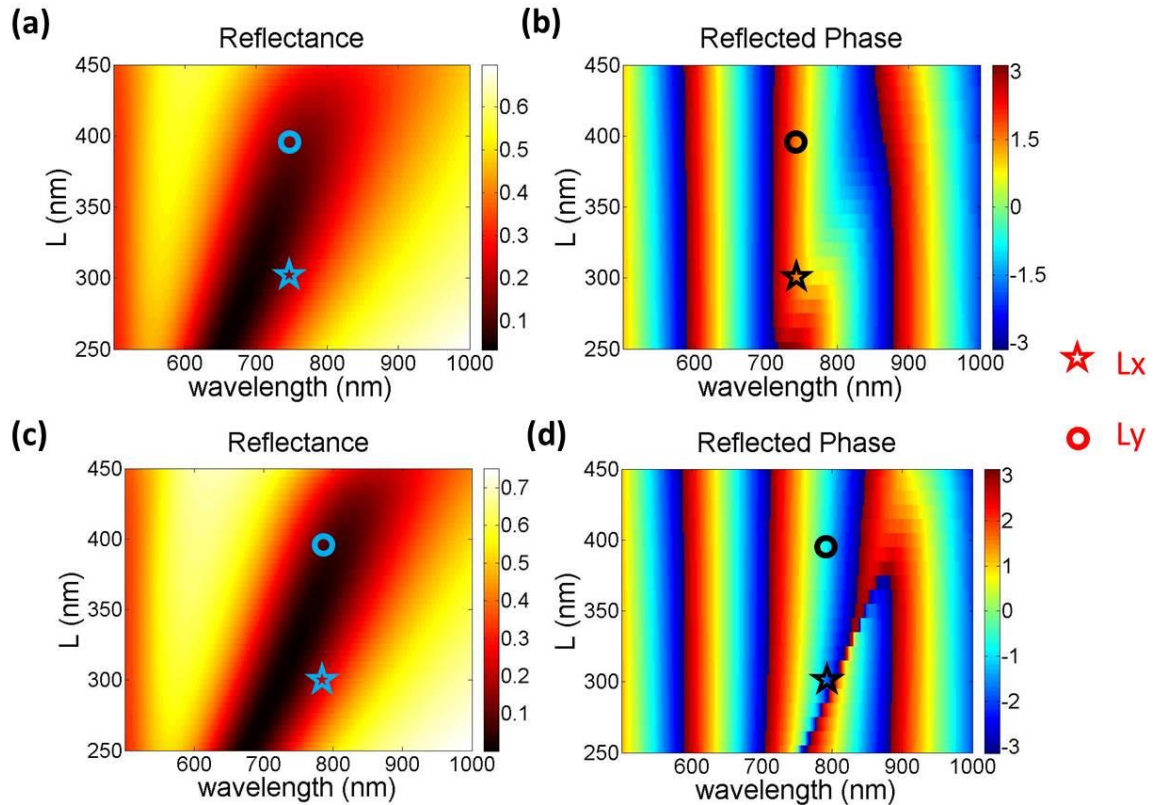 (a)
Reflectance
450
400
350
300
250
L (nm)
600 700 800 900 1000
wavelength (nm)
0.6
0.5
0.4
0.3
0.2
0.1
(b)
Reflected Phase
450
400
350
300
250
L (nm)
600 700 800 900 1000
wavelength (nm)
3
1.5
0
-1.5
-3
Lx
Ly
(c)
Reflectance
450
400
350
300
250
L (nm)
600 700 800 900 1000
wavelength (nm)
0.7
0.6
0.5
0.4
0.3
0.2
0.1
(d)
Reflected Phase
450
400
350
300
250
L (nm)
600 700 800 900 1000
wavelength (nm)
3
2
1
0
-1
-2
-3